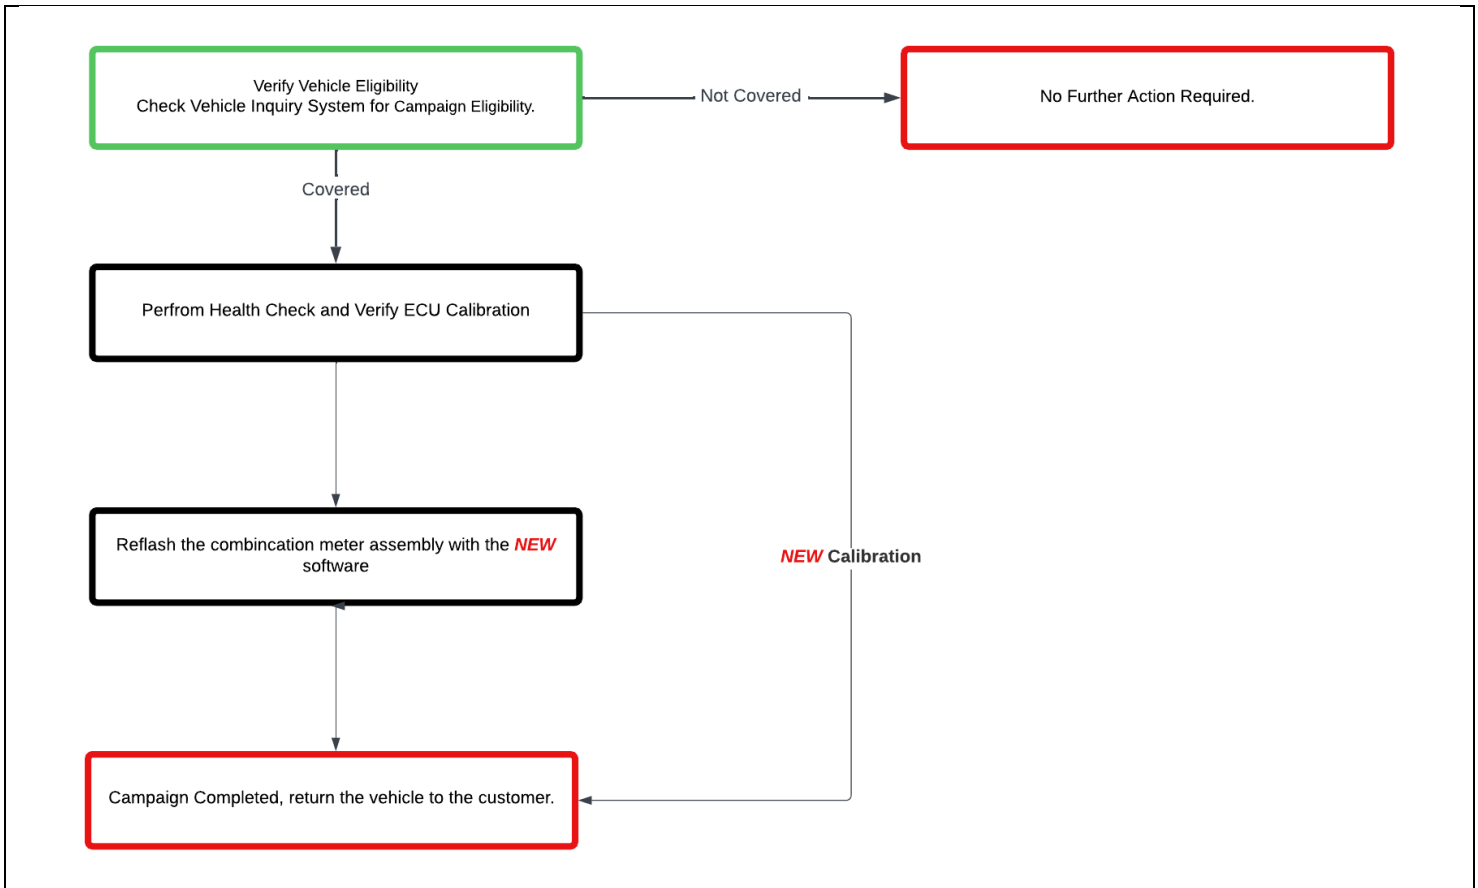 Verify Vehicle Eligibility
Check Vehicle Inquiry System for Campaign Eligibility.
Not Covered
No Further Action Required.
Covered
Perfrom Health Check and Verify ECU Calibration
Reflash the combincation meter assembly with the NEW
software
NEW Calibration
Campaign Completed, return the vehicle to the customer.